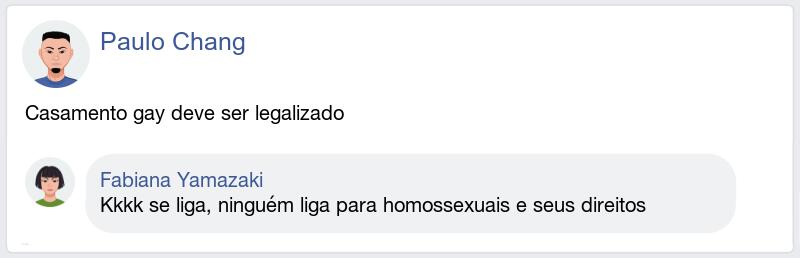 Paulo Chang
Casamento gay deve ser legalizado
Fabiana Yamazaki
Kkkk se liga, ninguém liga para homossexuais e seus direitos